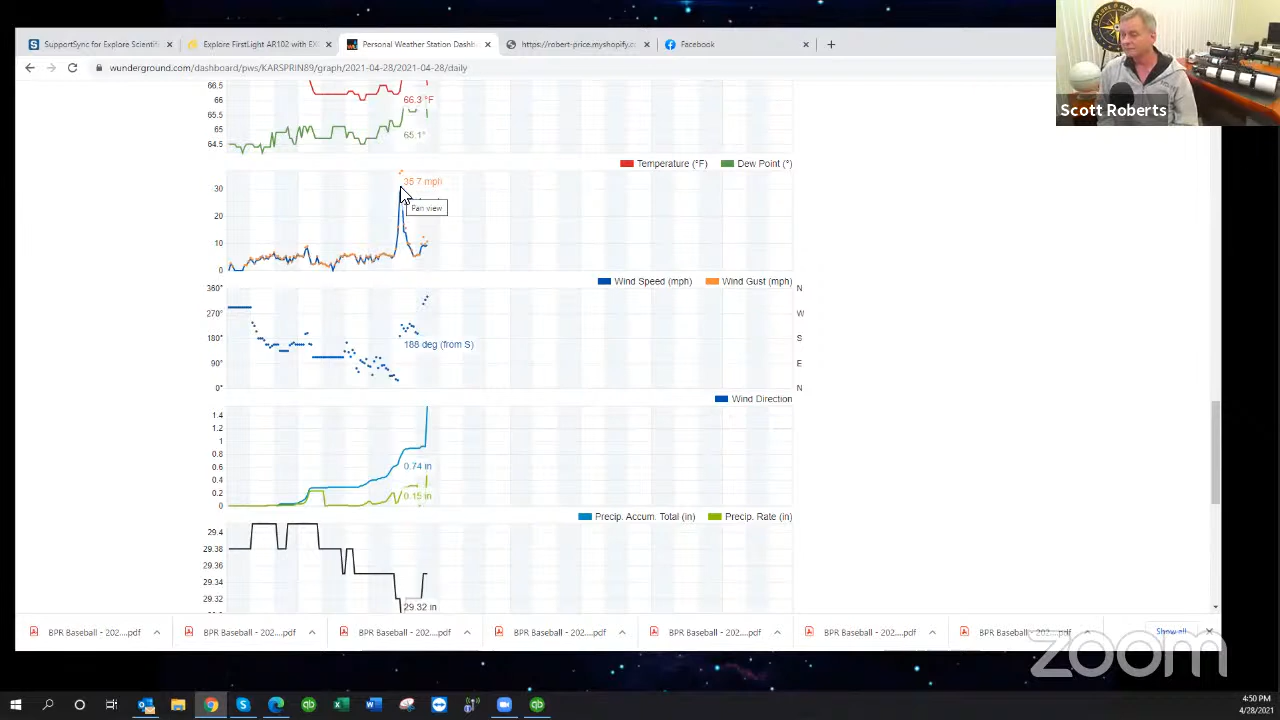 SupportSync for Explore Scientifi
Explore FirstLight AR102 with EX
Personal Weather Station Dashb
https://robert-price.myshopify.c
Facebook
wunderground.com/dashboard/pws/KARSPRIN89/graph/2021-04-28/2021-04-28/daily
Scott Roberts
66.5
66
65.5
65
64.5
66.3 °F
65.1°
Temperature (°F)
Dew Point (°)
30
20
10
0
35.7 mph
Pan view
Wind Speed (mph)
Wind Gust (mph)
360°
270°
180°
90°
0°
188 deg (from S)
N
W
S
E
N
Wind Direction
1.4
1.2
1
0.8
0.6
0.4
0.2
0
0.74 in
0.15 in
Precip. Accum. Total (in)
Precip. Rate (in)
29.4
29.38
29.36
29.34
29.32
29.32 in
BPR Baseball - 202....pdf
BPR Baseball - 202....pdf
BPR Baseball - 202....pdf
BPR Baseball - 202....pdf
BPR Baseball - 202....pdf
BPR Baseball - 202....pdf
BPR Baseball - 202....pdf
Show all
zoom
4:50 PM
4/28/2021